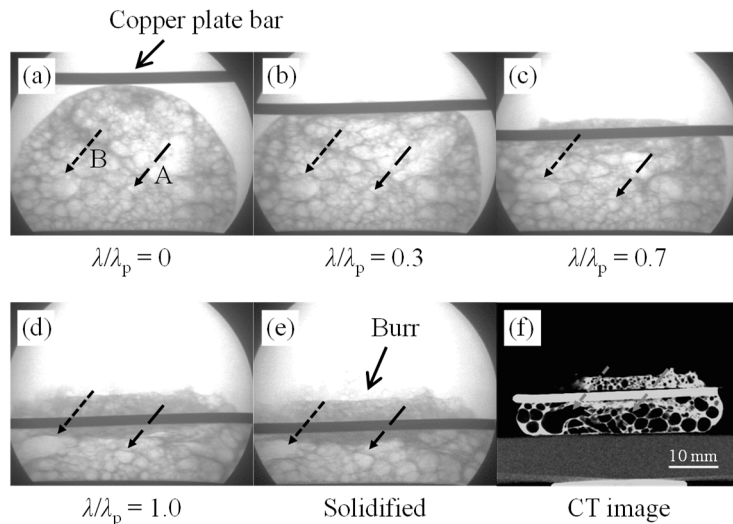 Copper plate bar
(a)
(b)
(c)
B
A
λ/λp = 0
λ/λp = 0.3
λ/λp = 0.7
(d)
(e)
Burr
(f)
10 mm
λ/λp = 1.0
Solidified
CT image